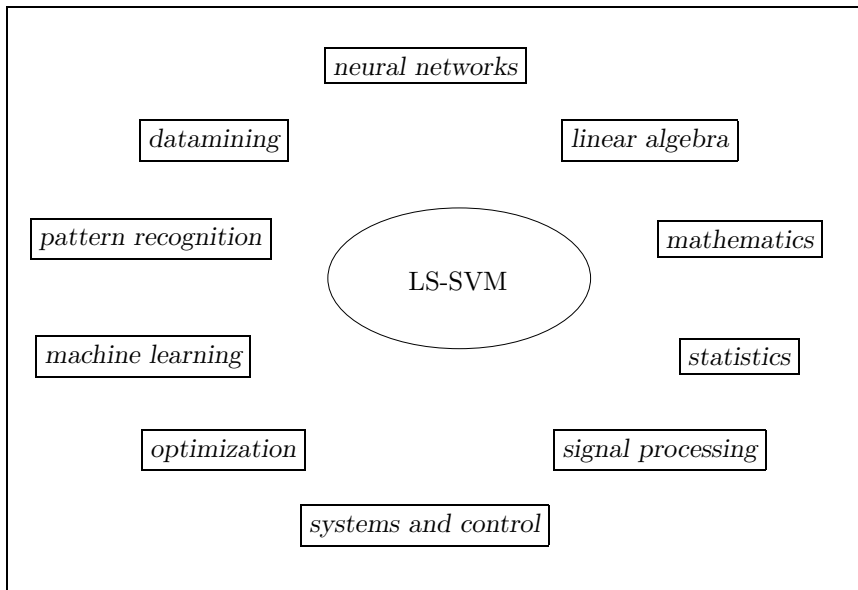 neural networks
datamining
linear algebra
pattern recognition
mathematics
LS-SVM
machine learning
statistics
optimization
signal processing
systems and control